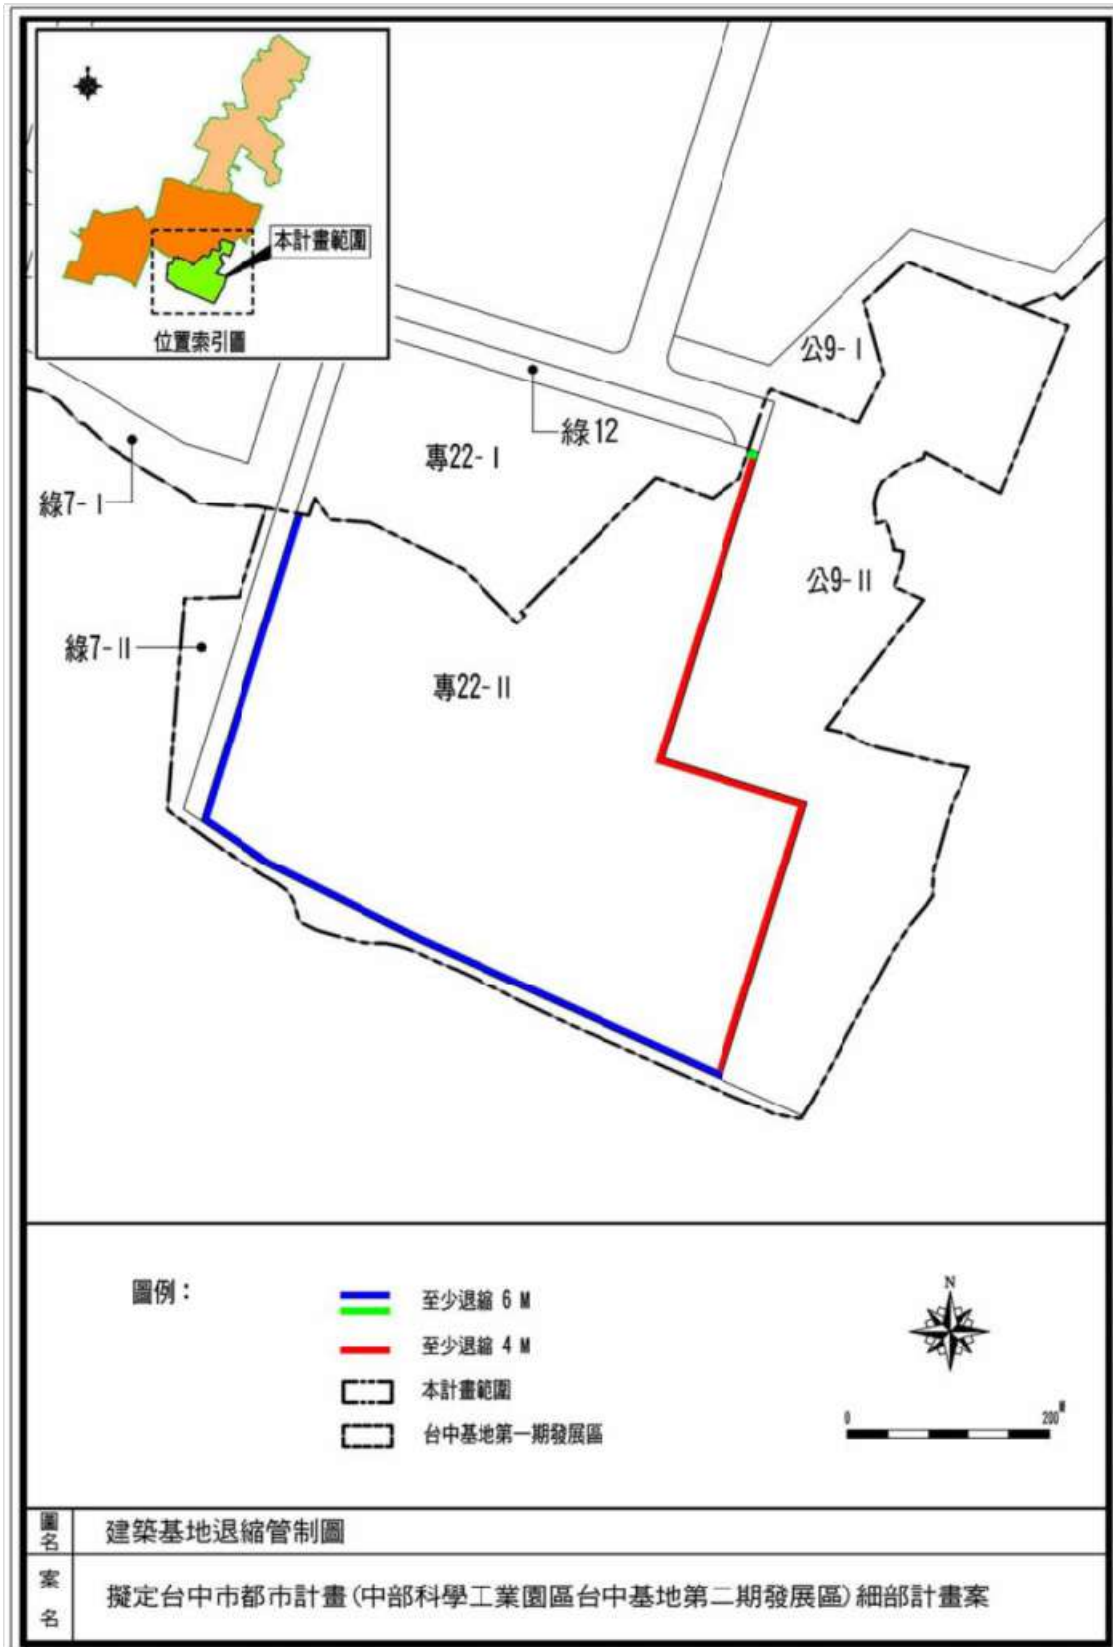 本計畫範圍
位置索引圖
公9-I
綠12
專22-I
綠7-I
公9-II
綠7-II
專22-II
圖例：
至少退縮 6 M
至少退縮 4 M
本計畫範圍
台中基地第一期發展區
N
0
200
M
圖名
建築基地退縮管制圖
案名
擬定台中市都市計畫(中部科學工業園區台中基地第二期發展區)細部計畫案